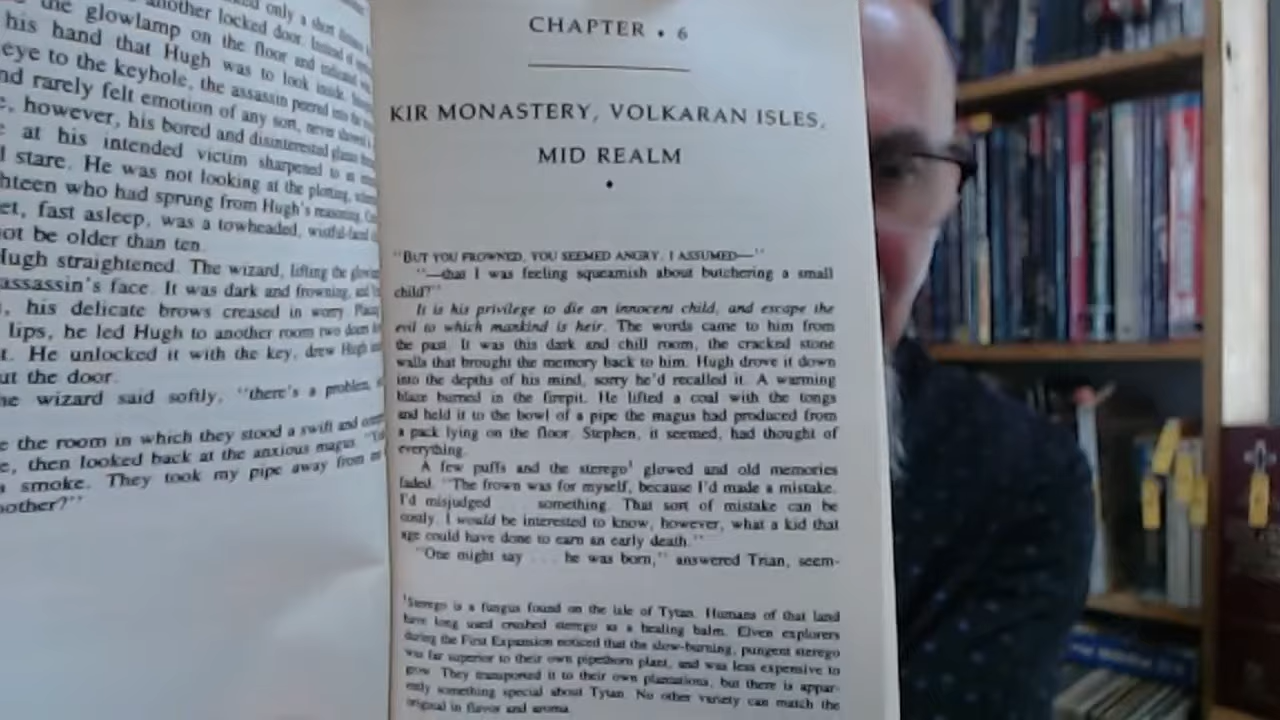 only a short
another locked door.
the glowlamp on the floor and indicated
his hand that Hugh was to look inside.
eye to the keyhole, the assassin peered into the
nd rarely felt emotion of any sort, never showed
e, however, his bored and disinterested glance
at his intended victim sharpened to
l stare. He was not looking at the plotting,
hteen who had sprung from Hugh's reasoning.
et, fast asleep, was a towheaded, wistful-faced
ot be older than ten.
Hugh straightened. The wizard, lifting the
assassin's face. It was dark and frowning, and
, his delicate brows creased in worry.
lips, he led Hugh to another room two doors
t. He unlocked it with the key, drew Hugh
ut the door.
he wizard said softly, "there's a problem,
e the room in which they stood a swift and
e, then looked back at the anxious magus.
a smoke. They took my pipe away from
nother?"
CHAPTER • 6
KIR MONASTERY, VOLKARAN ISLES,
MID REALM
•
"BUT YOU FROWNED, YOU SEEMED ANGRY. I ASSUMED—"
"—that I was feeling squeamish about butchering a small
child?"
It is his privilege to die an innocent child, and escape the
evil to which mankind is heir. The words came to him from
the past. It was this dark and chill room, the cracked stone
walls that brought the memory back to him. Hugh drove it down
into the depths of his mind, sorry he'd recalled it. A warming
blaze burned in the firepit. He lifted a coal with the tongs
and held it to the bowl of a pipe the magus had produced from
a pack lying on the floor. Stephen, it seemed, had thought of
everything.
A few puffs and the sterego¹ glowed and old memories
faded. "The frown was for myself, because I'd made a mistake.
I'd misjudged something. That sort of mistake can be
costly. I would be interested to know, however, what a kid that
age could have done to earn an early death."
"One might say . . . he was born," answered Trian, seem-
¹Sterego is a fungus found on the isle of Tytan. Humans of that land
have long used crushed sterego as a healing balm. Elven explorers
during the First Expansion noticed that the slow-burning, pungent sterego
was far superior to their own pipethorn plant, and was less expensive to
grow. They transported it to their own plantations, but there is appar-
ently something special about Tytan. No other variety can match the
original in flavor and aroma.